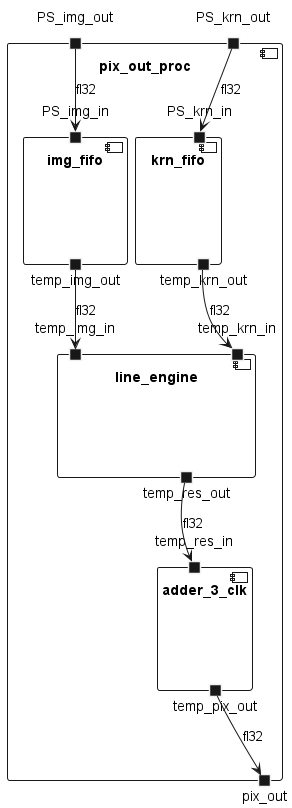 PS_img_out
PS_krn_out
pix_out_proc
fl32
fl32
PS_img_in
PS_krn_in
img_fifo
krn_fifo
temp_img_out
temp_krn_out
fl32
fl32
temp_img_in
temp_krn_in
line_engine
temp_res_out
fl32
temp_res_in
adder_3_clk
temp_pix_out
fl32
pix_out